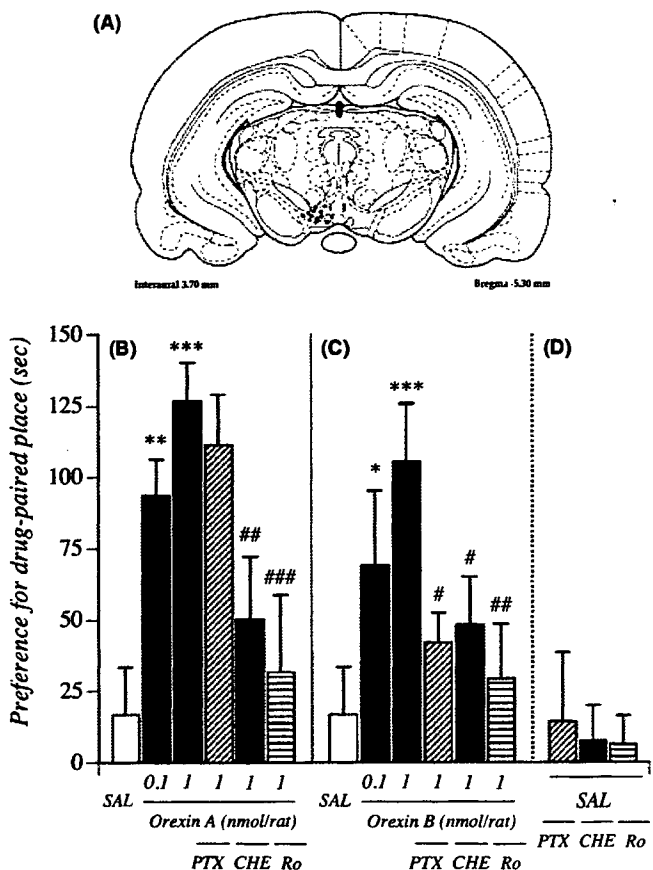 (A)
Interaural 3.70 mm
Bregma -5.30 mm
Preference for drug-paired place (sec)
150
125
100
75
50
25
0
(B)
**
***
##
###
SAL
0.1 1 1 1 1
Orexin A (nmol/rat)
PTX CHE Ro
(C)
*
***
#
#
##
SAL
0.1 1 1 1 1
Orexin B (nmol/rat)
PTX CHE Ro
(D)
SAL
PTX CHE Ro